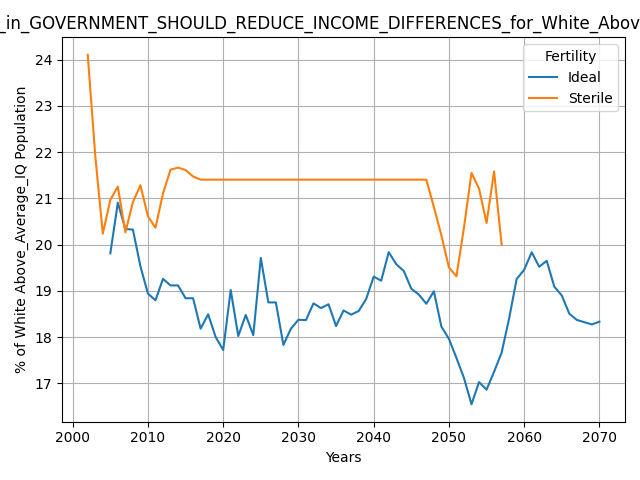 _in_GOVERNMENT_SHOULD_REDUCE_INCOME_DIFFERENCES_for_White_Abov
Fertility
Ideal
Sterile
% of White Above_Average_IQ Population
24
23
22
21
20
19
18
17
2000 2010 2020 2030 2040 2050 2060 2070
Years